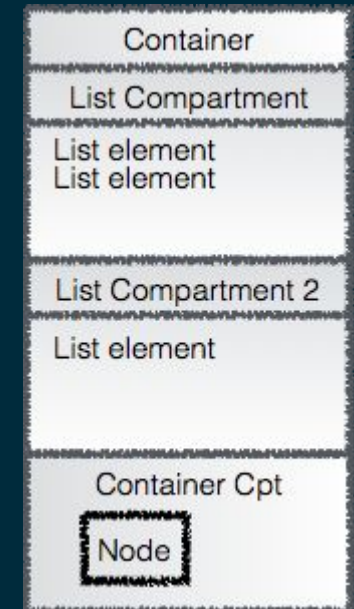 Container
List Compartment
List element
List element
List Compartment 2
List element
Container Cpt
Node